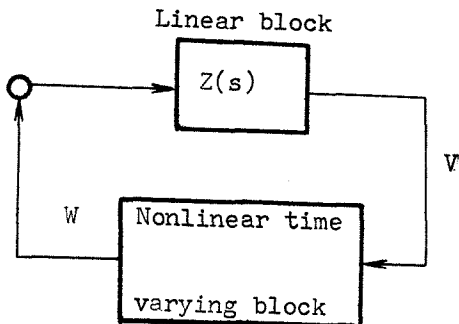 Linear block
Z(s)
V
W
Nonlinear time
varying block